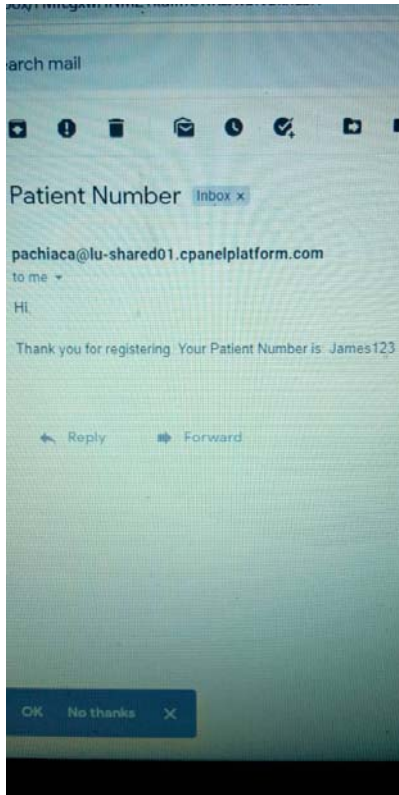 arch mail
Patient Number Inbox x
pachiaca@lu-shared01.cpanelplatform.com
to me
Hi,
Thank you for registering. Your Patient Number is: James123
Reply Forward
OK No thanks X